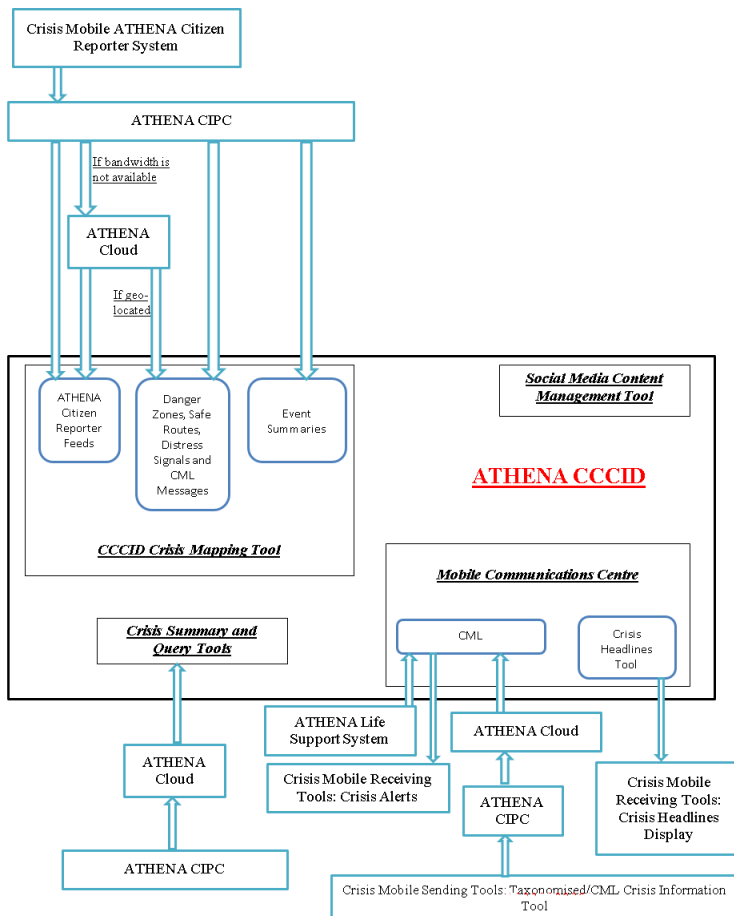 Crisis Mobile ATHENA Citizen
Reporter System
ATHENA CIPC
If bandwidth is
not available
ATHENA
Cloud
If geo-
located
ATHENA
Citizen
Reporter
Feeds
Danger
Zones, Safe
Routes,
Distress
Signals and
CML
Messages
Event
Summaries
CCCID Crisis Mapping Tool
Social Media Content
Management Tool
ATHENA CCCID
Mobile Communications Centre
CML
Crisis
Headlines
Tool
Crisis Summary and
Query Tools
ATHENA Life
Support System
ATHENA Cloud
ATHENA
Cloud
Crisis Mobile Receiving
Tools: Crisis Alerts
ATHENA
CIPC
Crisis Mobile
Receiving Tools:
Crisis Headlines
Display
ATHENA CIPC
Crisis Mobile Sending Tools: Taxonomised/CML Crisis Information
Tool